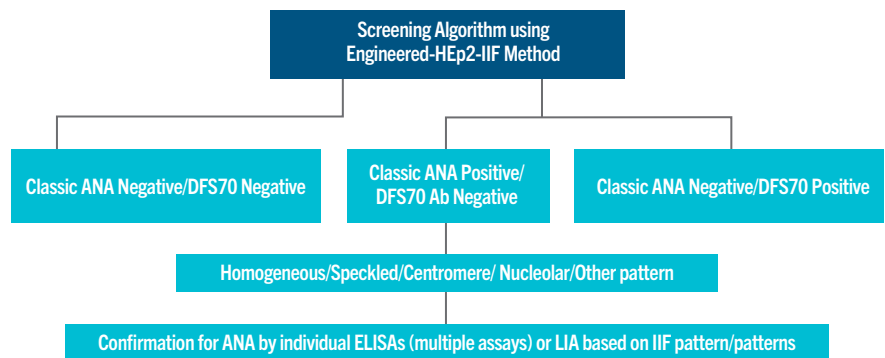 Screening Algorithm using
Engineered-HEp2-IIF Method
Classic ANA Negative/DFS70 Negative
Classic ANA Positive/
DFS70 Ab Negative
Classic ANA Negative/DFS70 Positive
Homogeneous/Speckled/Centromere/ Nucleolar/Other pattern
Confirmation for ANA by individual ELISAs (multiple assays) or LIA based on IIF pattern/patterns